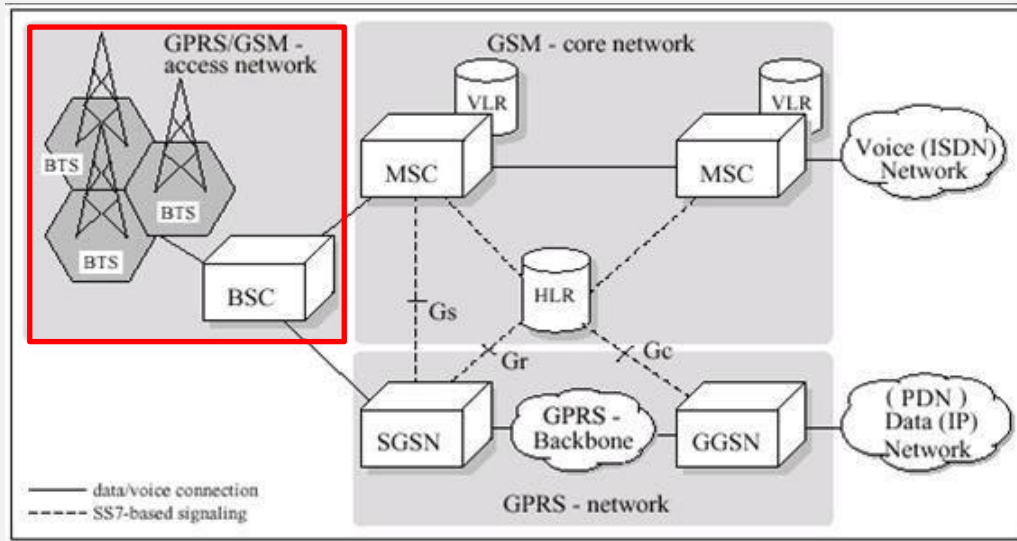 GPRS/GSM -
access network
BTS
BTS
BTS
BSC
GSM - core network
VLR
MSC
VLR
MSC
Voice (ISDN)
Network
HLR
Gs
Gr
Gc
SGSN
GPRS -
Backbone
GGSN
( PDN )
Data (IP)
Network
GPRS - network
data/voice connection
SS7-based signaling